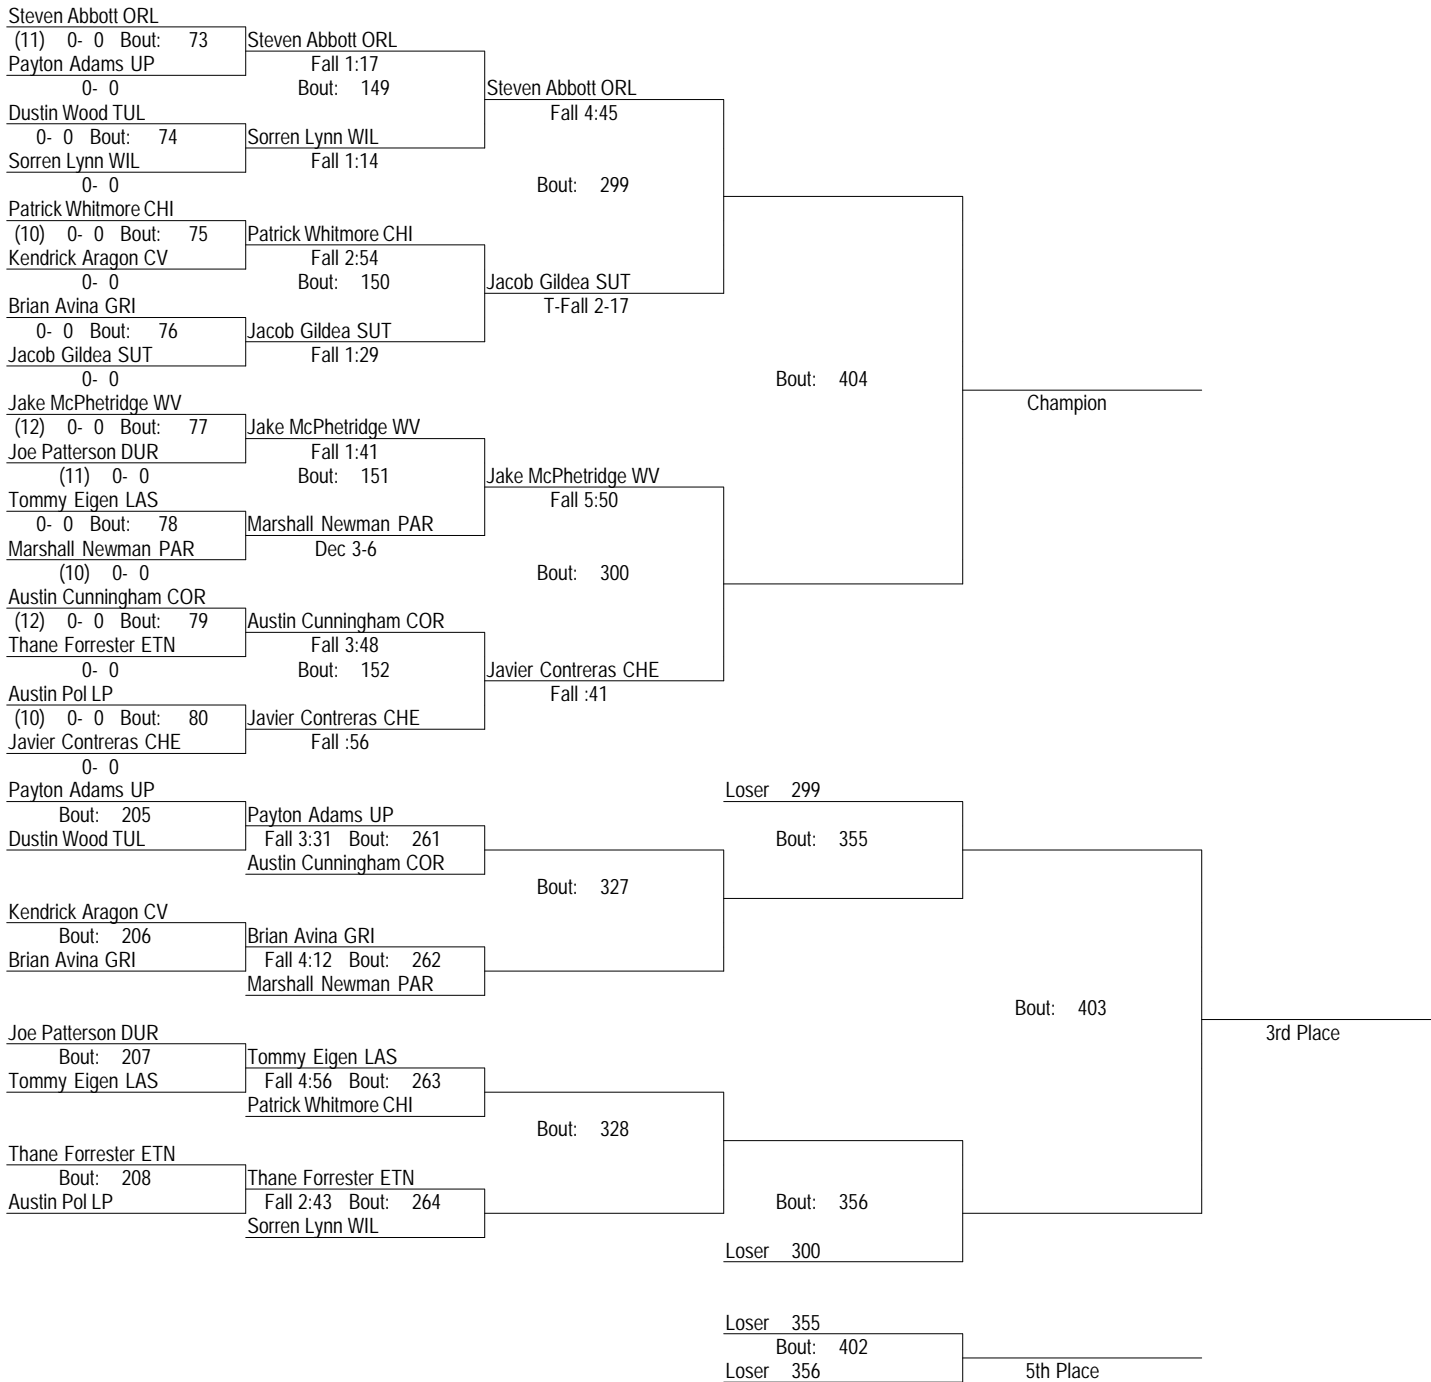 Steven Abbott ORL
(11) 0- 0 Bout: 73 Steven Abbott ORL
Payton Adams UP Fall 1:17
0- 0 Bout: 149 Steven Abbott ORL
Dustin Wood TUL Fall 4:45
0- 0 Bout: 74 Sorren Lynn WIL
Sorren Lynn WIL Fall 1:14
0- 0 Bout: 299
Patrick Whitmore CHI
(10) 0- 0 Bout: 75 Patrick Whitmore CHI
Kendrick Aragon CV Fall 2:54
0- 0 Bout: 150 Jacob Gildea SUT
Brian Avina GRI T-Fall 2-17
0- 0 Bout: 76 Jacob Gildea SUT
Jacob Gildea SUT Fall 1:29
0- 0 Bout: 404
Jake McPhetridge WV Champion
(12) 0- 0 Bout: 77 Jake McPhetridge WV
Joe Patterson DUR Fall 1:41
(11) 0- 0 Bout: 151 Jake McPhetridge WV
Tommy Eigen LAS Fall 5:50
0- 0 Bout: 78 Marshall Newman PAR
Marshall Newman PAR Dec 3-6
(10) 0- 0 Bout: 300
Austin Cunningham COR
(12) 0- 0 Bout: 79 Austin Cunningham COR
Thane Forrester ETN Fall 3:48
0- 0 Bout: 152 Javier Contreras CHE
Austin Pol LP Fall :41
(10) 0- 0 Bout: 80 Javier Contreras CHE
Javier Contreras CHE Fall :56
0- 0
Payton Adams UP Loser 299
Bout: 205 Payton Adams UP
Dustin Wood TUL Fall 3:31 Bout: 261 Bout: 355
Austin Cunningham COR
Bout: 327
Kendrick Aragon CV
Bout: 206 Brian Avina GRI
Brian Avina GRI Fall 4:12 Bout: 262
Marshall Newman PAR
Bout: 403
Joe Patterson DUR 3rd Place
Bout: 207 Tommy Eigen LAS
Tommy Eigen LAS Fall 4:56 Bout: 263
Patrick Whitmore CHI
Bout: 328
Thane Forrester ETN
Bout: 208 Thane Forrester ETN
Austin Pol LP Fall 2:43 Bout: 264 Bout: 356
Sorren Lynn WIL
Loser 300
Loser 355
Bout: 402
Loser 356 5th Place